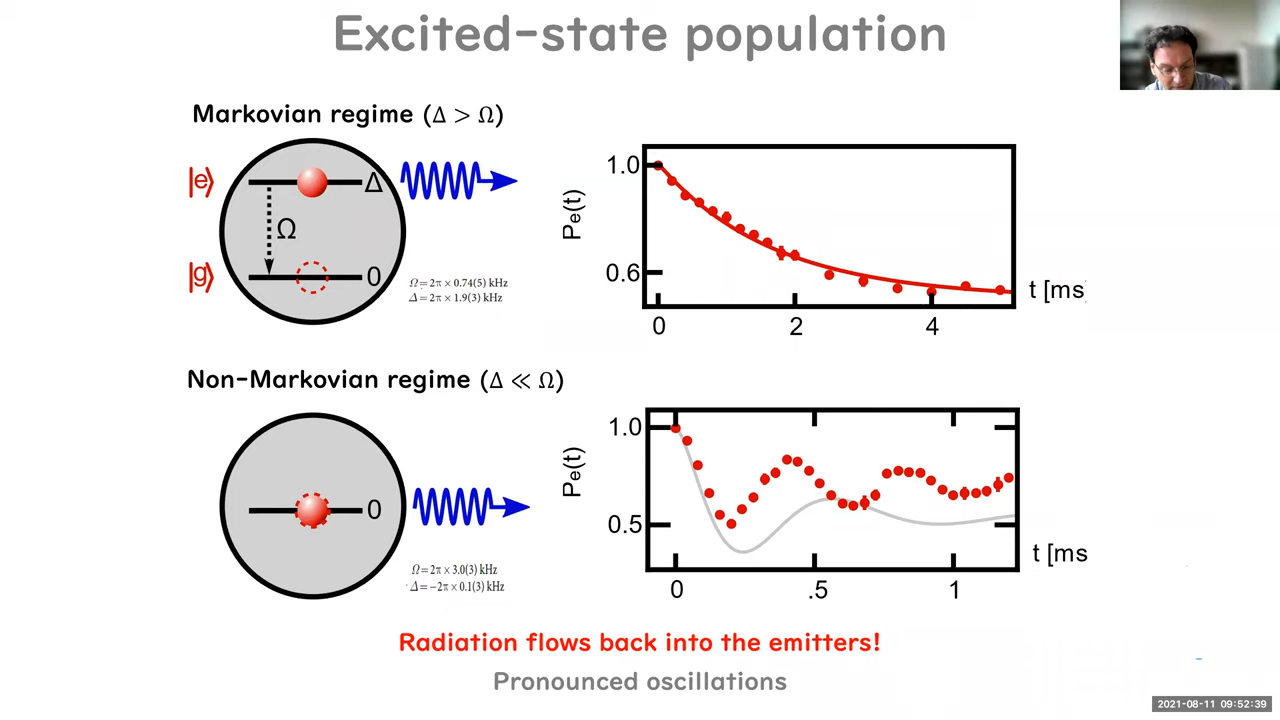 Excited-state population
Markovian regime (Δ > Ω)
|e⟩
Δ
Ω
|g⟩
0
Ω=2π × 0.74(5) kHz
Δ=2π × 1.9(3) kHz
1.0
0.6
Pe(t)
0
2
4
t [ms]
Non-Markovian regime (Δ ≪ Ω)
0
Ω=2π × 3.0(3) kHz
Δ=−2π × 0.1(3) kHz
1.0
0.5
Pe(t)
0
.5
1
t [ms
Radiation flows back into the emitters!
Pronounced oscillations
2021-08-11 09:52:39